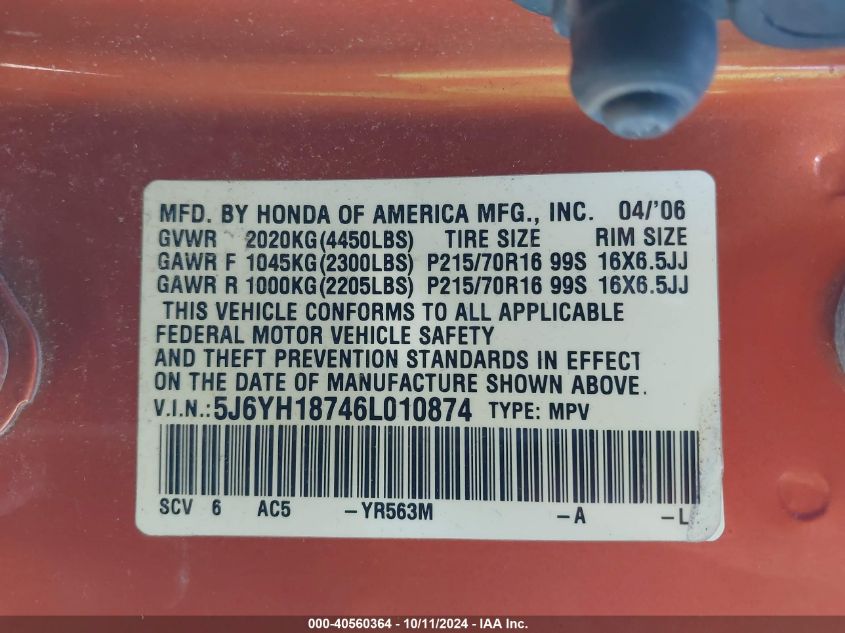 MFD. BY HONDA OF AMERICA MFG., INC. 04/'06
GVWR 2020KG(4450LBS) TIRE SIZE RIM SIZE
GAWR F 1045KG(2300LBS) P215/70R16 99S 16X6.5JJ
GAWR R 1000KG(2205LBS) P215/70R16 99S 16X6.5JJ
THIS VEHICLE CONFORMS TO ALL APPLICABLE
FEDERAL MOTOR VEHICLE SAFETY
AND THEFT PREVENTION STANDARDS IN EFFECT
ON THE DATE OF MANUFACTURE SHOWN ABOVE.
V.I.N.:5J6YH18746L010874 TYPE: MPV
SCV 6 AC5 -YR563M -A -L
000-40560364 - 10/11/2024 - IAA Inc.